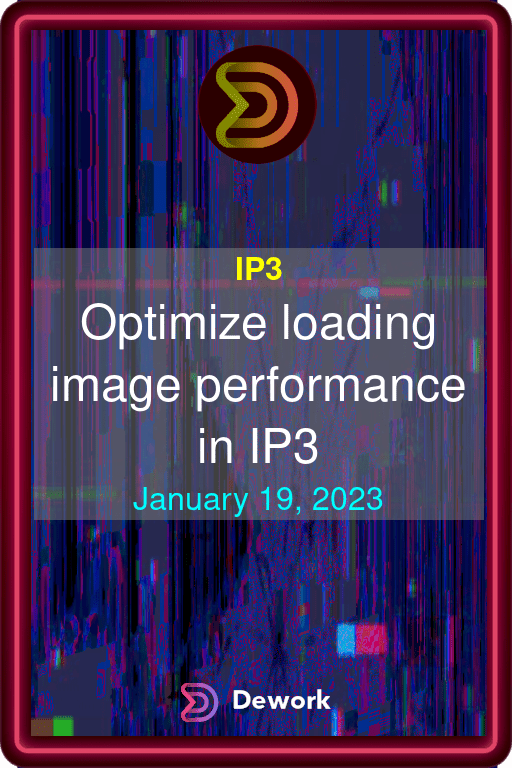 IP3
Optimize loading
image performance
in IP3
January 19, 2023
Dework